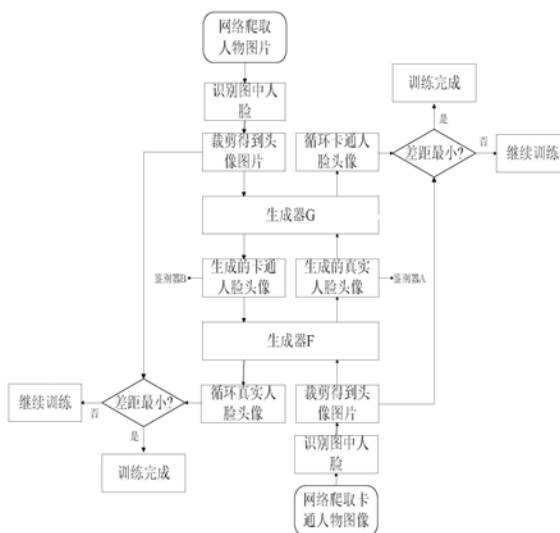 网络爬取
人物图片
训练完成
识别图中人
脸
是
否
裁剪得到头
像图片
循环卡通人
脸头像
差距最小?
继续训练
生成器G
鉴别器B
生成的卡通
人脸头像
生成的真实
人脸头像
鉴别器A
生成器F
继续训练
否
差距最小?
循环真实人
脸头像
裁剪得到头
像图片
是
训练完成
识别图中人
脸
网络爬取卡
通人物图像